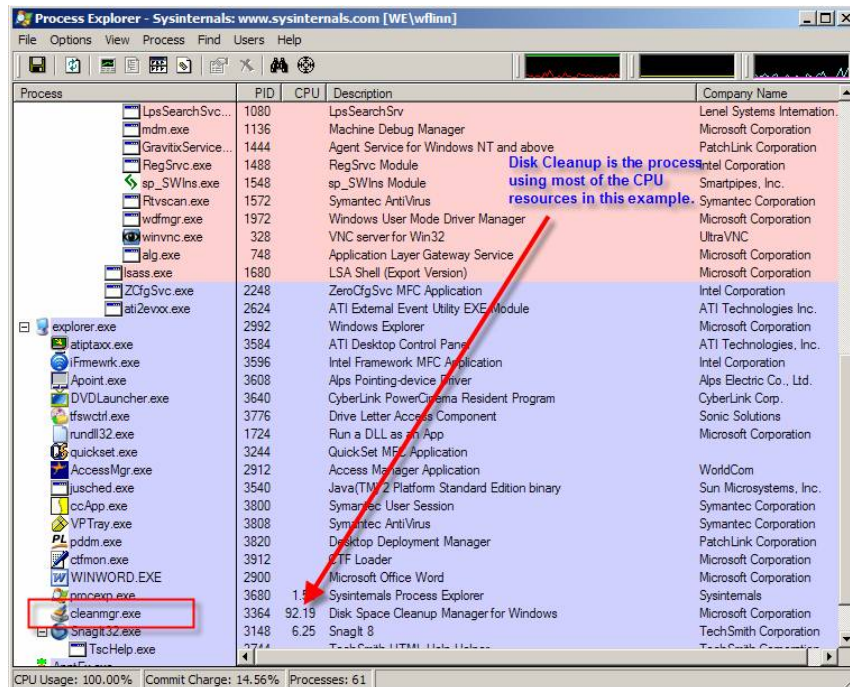 Process Explorer - Sysinternals: www.sysinternals.com [WE\wflinn]
File Options View Process Find Users Help
Process PID CPU Description Company Name
LpsSearchSvc... 1080 LpsSearchSrv Lenel Systems Internation.
mdm.exe 1136 Machine Debug Manager Microsoft Corporation
GravitixService... 1444 Agent Service for Windows NT and above PatchLink Corporation
RegSrvc.exe 1488 RegSrvc Module Intel Corporation
sp_SWIns.exe 1548 sp_SWIns Module Smartpipes, Inc.
Rtvscan.exe 1572 Symantec AntiVirus Symantec Corporation
wdfmgr.exe 1972 Windows User Mode Driver Manager Microsoft Corporation
winvnc.exe 328 VNC server for Win32 UltraVNC
alg.exe 748 Application Layer Gateway Service Microsoft Corporation
lsass.exe 1680 LSA Shell (Export Version) Microsoft Corporation
ZCfgSvc.exe 2248 ZeroCfgSvc MFC Application Intel Corporation
ati2evxx.exe 2624 ATI External Event Utility EXE Module ATI Technologies Inc.
explorer.exe 2992 Windows Explorer Microsoft Corporation
atiptaxx.exe 3584 ATI Desktop Control Panel ATI Technologies, Inc.
iFrmewrk.exe 3596 Intel Framework MFC Application Intel Corporation
Apoint.exe 3608 Alps Pointing-device Driver Alps Electric Co., Ltd.
DVDLauncher.exe 3640 CyberLink PowerCinema Resident Program CyberLink Corp.
tfswctrl.exe 3776 Drive Letter Access Component Sonic Solutions
rundll32.exe 1724 Run a DLL as an App Microsoft Corporation
quickset.exe 3244 QuickSet MFC Application
AccessMgr.exe 2912 Access Manager Application WorldCom
jusched.exe 3540 Java(TM) 2 Platform Standard Edition binary Sun Microsystems, Inc.
ccApp.exe 3800 Symantec User Session Symantec Corporation
VPTray.exe 3808 Symantec AntiVirus Symantec Corporation
pddm.exe 3820 Desktop Deployment Manager PatchLink Corporation
ctfmon.exe 3912 CTF Loader Microsoft Corporation
WINWORD.EXE 2900 Microsoft Office Word Microsoft Corporation
procexp.exe 3680 Sysinternals Process Explorer Sysinternals
cleanmgr.exe 3364 92.19 Disk Space Cleanup Manager for Windows Microsoft Corporation
SnagIt32.exe 3148 6.25 SnagIt 8 TechSmith Corporation
TscHelp.exe 2744 TechSmith HTML Help Helper TechSmith Corporation
Disk Cleanup is the process
using most of the CPU
resources in this example.
CPU Usage: 100.00% Commit Charge: 14.56% Processes: 61